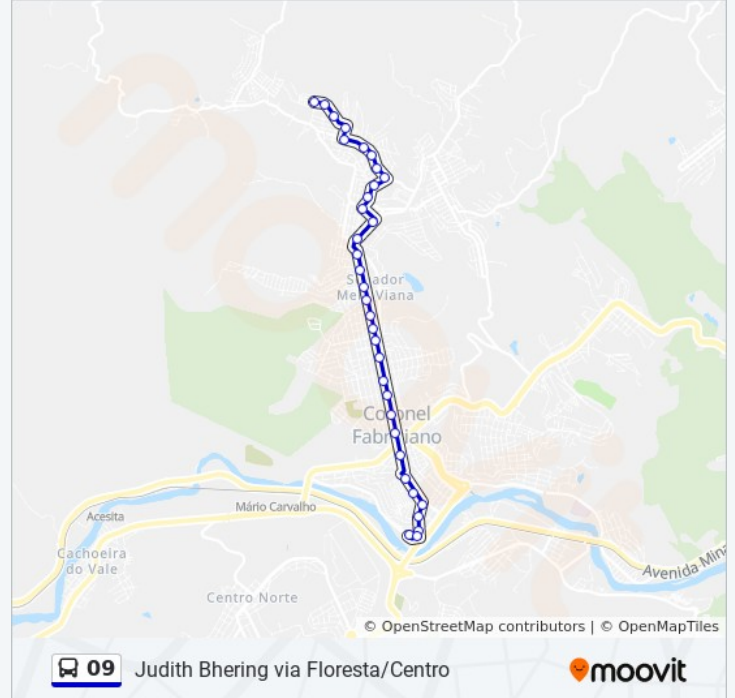 Senador
Melo Viana
Coronel
Fabriciano
Mário Carvalho
Acesita
Cachoeira
do Vale
Avenida Mina
Centro Norte
© OpenStreetMap contributors | © OpenMapTiles
09 Judith Bhering via Floresta/Centro
moovit